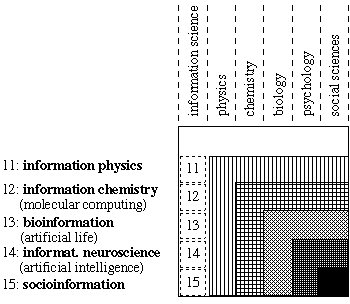 information science
physics
chemistry
biology
psychology
social sciences
11: information physics
11
12: information chemistry
(molecular computing)
12
13: bioinformation
(artificial life)
13
14: informat. neuroscience
(artificial intelligence)
14
15: socioinformation
15